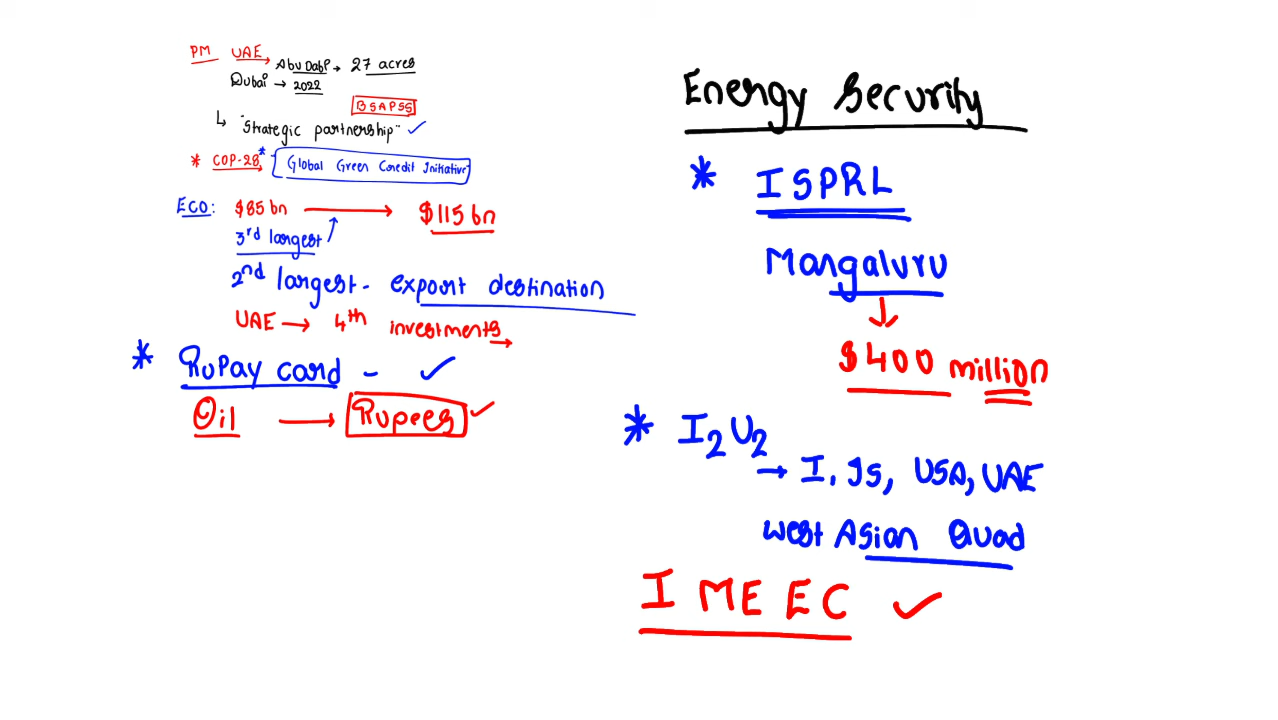 PM UAE
Abu Dabi → 27 acres
Dubai → 2022
BSAPSS
↳ "Strategic partnership" ✓
* COP-28* - Global Green Credit Initiative
ECO: $85 bn → $115 bn
3rd largest
2nd largest - export destination
UAE → 4th investments →
* RuPay card - ✓
Oil → Rupees ✓
Energy Security
* ISPRL
Mangaluru
↓
$400 million
* I2U2
→ I, Is, USA, UAE
West Asian Quad
I M E E C ✓